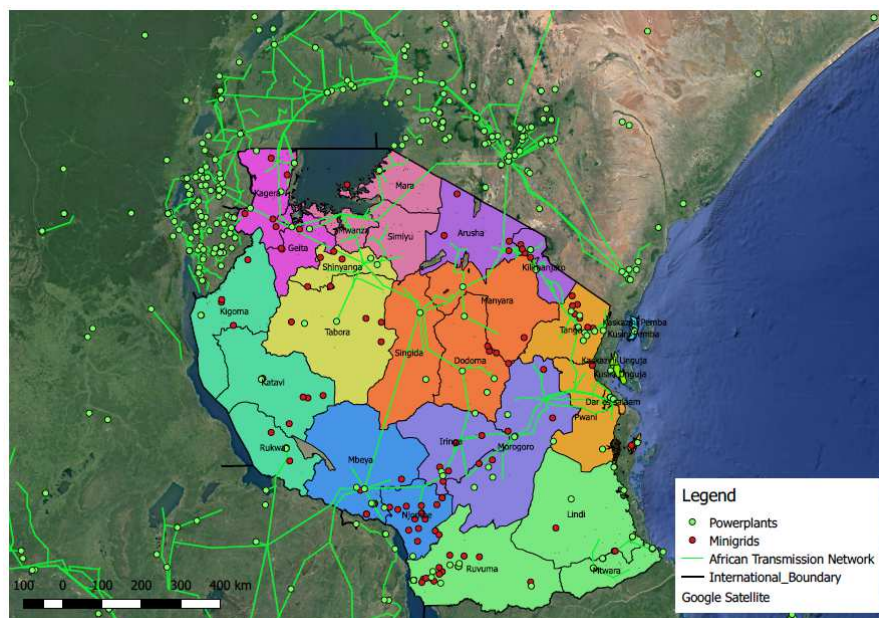 Kagera
Mara
Mwanza
Simiyu
Arusha
Geita
Shinyanga
Kilimanjaro
Kigoma
Manyara
Tabora
Tanga
Kaskazini Pemba
Kusini Pemba
Singida
Dodoma
Kaskazini Unguja
Kusini Unguja
Katavi
Dar es salaam
Pwani
Rukwa
Mbeya
Iringa
Morogoro
Njombe
Lindi
Ruvuma
Mtwara
Legend
Powerplants
Minigrids
African Transmission Network
International_Boundary
Google Satellite
100 0 100 200 300 400 km